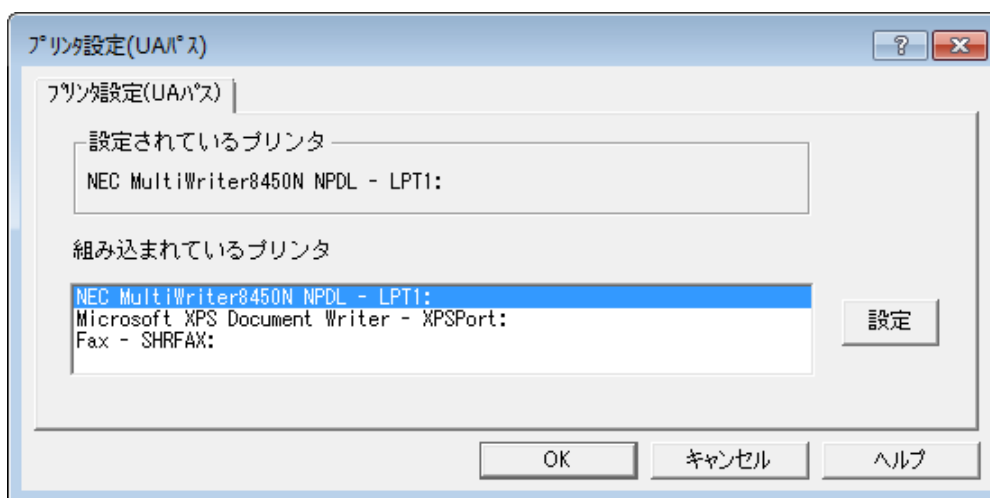 プリンタ設定(UAパス)
プリンタ設定(UAパス)
設定されているプリンタ
NEC MultiWriter8450N NPDL - LPT1:
組み込まれているプリンタ
NEC MultiWriter8450N NPDL - LPT1:
Microsoft XPS Document Writer - XPSPort:
Fax - SHRFAX:
設定
OK
キャンセル
ヘルプ